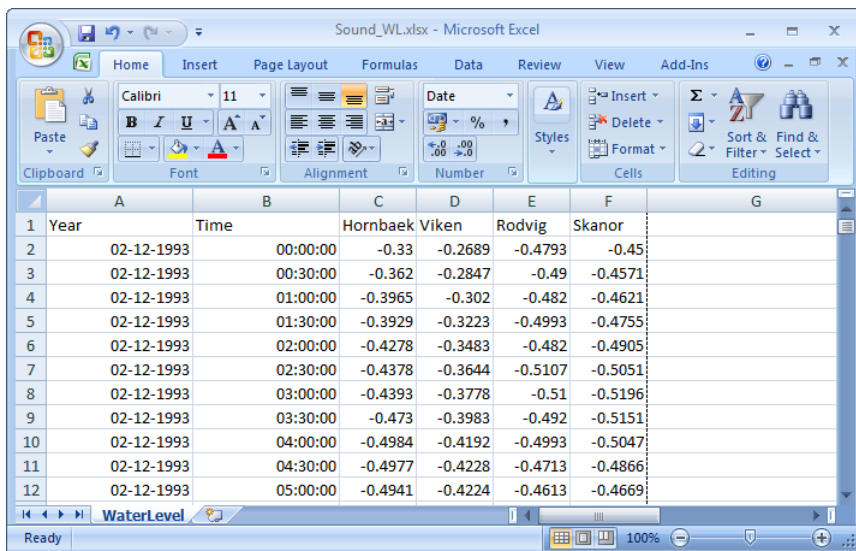 Sound_WL.xlsx - Microsoft Excel
Home Insert Page Layout Formulas Data Review View Add-Ins
Paste
Clipboard
Calibri 11
B I U A A
A
Font
Alignment
Date
% ,
.0 .00 .00 .0
Number
A
Styles
Insert
Delete
Format
Cells
Σ
A Z
Sort & Filter
Find & Select
Editing
A B C D E F G
1 Year Time Hornbaek Viken Rodvig Skanor
2 02-12-1993 00:00:00 -0.33 -0.2689 -0.4793 -0.45
3 02-12-1993 00:30:00 -0.362 -0.2847 -0.49 -0.4571
4 02-12-1993 01:00:00 -0.3965 -0.302 -0.482 -0.4621
5 02-12-1993 01:30:00 -0.3929 -0.3223 -0.4993 -0.4755
6 02-12-1993 02:00:00 -0.4278 -0.3483 -0.482 -0.4905
7 02-12-1993 02:30:00 -0.4378 -0.3644 -0.5107 -0.5051
8 02-12-1993 03:00:00 -0.4393 -0.3778 -0.51 -0.5196
9 02-12-1993 03:30:00 -0.473 -0.3983 -0.492 -0.5151
10 02-12-1993 04:00:00 -0.4984 -0.4192 -0.4993 -0.5047
11 02-12-1993 04:30:00 -0.4977 -0.4228 -0.4713 -0.4866
12 02-12-1993 05:00:00 -0.4941 -0.4224 -0.4613 -0.4669
WaterLevel
Ready
100%